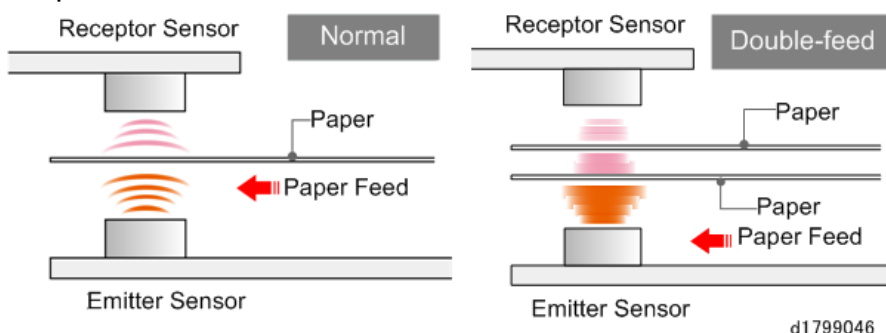 Receptor Sensor
Normal
Paper
Paper Feed
Emitter Sensor
Receptor Sensor
Double-feed
Paper
Paper
Paper Feed
Emitter Sensor
d1799046